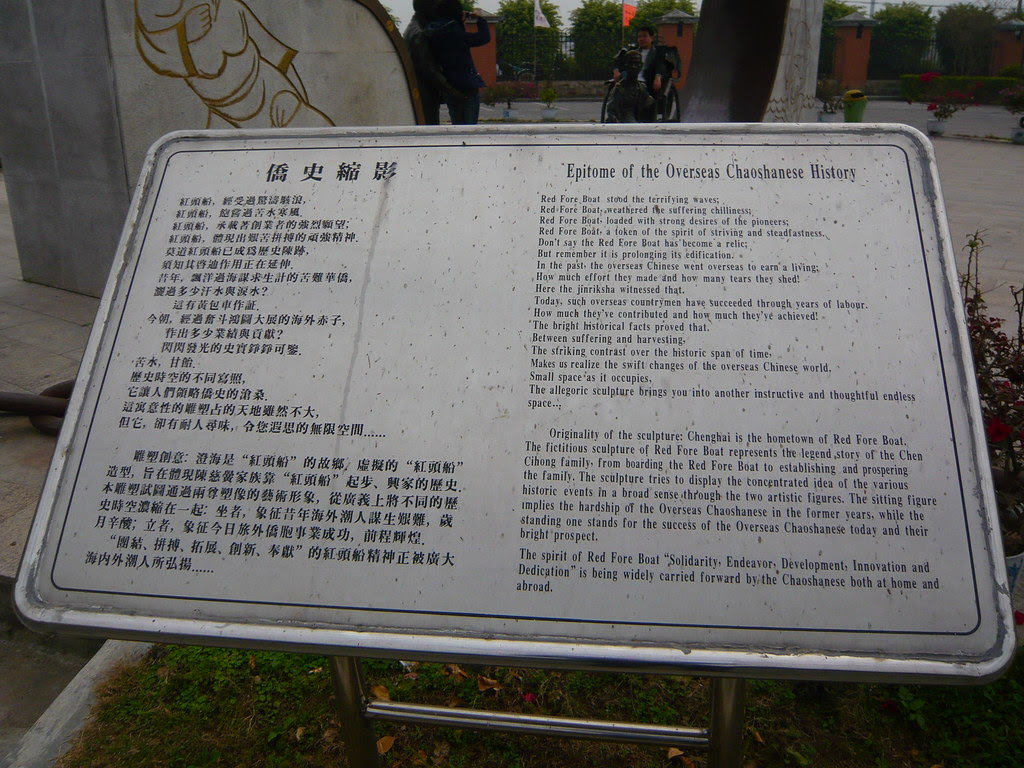 僑史縮影
紅頭船，經受過驚濤駭浪，
紅頭船，飽嘗過苦水寒風。
紅頭船，承載著創業者的強烈願望；
紅頭船，體現出艱苦拼搏的頑強精神。
莫道紅頭船已成爲歷史陳跡，
須知其啓迪作用正在延伸。
昔年，飄洋過海謀求生計的苦難華僑，
灑過多少汗水與淚水？
這有黃包車作証。
今朝，經過奮斗鴻圖大展的海外赤子，
作出多少業績與貢獻？
閃閃發光的史實錚錚可鑒。
苦水，甘飴。
歷史時空的不同寫照，
它讓人們領略僑史的滄桑。
這寓意性的雕塑占的天地雖然不大，
但它，卻有耐人尋味，令您遐思的無限空間……
雕塑創意：澄海是“紅頭船”的故鄉，虛擬的“紅頭船”
造型，旨在體現陳慈黌家族靠“紅頭船”起步、興家的歷史。
本雕塑試圖通過兩尊塑像的藝術形象，從廣義上將不同的歷
史時空濃縮在一起：坐者，象征昔年海外潮人謀生艱難，歲
月辛酸；立者，象征今日旅外僑胞事業成功，前程輝煌。
“團結、拼搏、拓展、創新、奉獻”的紅頭船精神正被廣大
海內外潮人所弘揚……
Epitome of the Overseas Chaoshanese History
Red Fore Boat stood the terrifying waves;
Red Fore Boat, weathered the suffering chilliness;
Red Fore Boat, loaded with strong desires of the pioneers;
Red Fore Boat, a token of the spirit of striving and steadfastness.
Don't say the Red Fore Boat has become a relic;
But remember it is prolonging its edification.
In the past, the overseas Chinese went overseas to earn a living;
How much effort they made and how many tears they shed!
Here the jinriksha witnessed that.
Today, such overseas countrymen have succeeded through years of labour.
How much they've contributed and how much they've achieved!
The bright historical facts proved that.
Between suffering and harvesting,
The striking contrast over the historic span of time,
Makes us realize the swift changes of the overseas Chinese world.
Small space as it occupies,
The allegoric sculpture brings you into another instructive and thoughtful endless
space...
Originality of the sculpture: Chenghai is the hometown of Red Fore Boat.
The fictitious sculpture of Red Fore Boat represents the legend story of the Chen
Cihong family, from boarding the Red Fore Boat to establishing and prospering
the family. The sculpture tries to display the concentrated idea of the various
historic events in a broad sense through the two artistic figures. The sitting figure
implies the hardship of the Overseas Chaoshanese in the former years, while the
standing one stands for the success of the Overseas Chaoshanese today and their
bright prospect.
The spirit of Red Fore Boat "Solidarity, Endeavor, Development, Innovation and
Dedication" is being widely carried forward by the Chaoshanese both at home and
abroad.